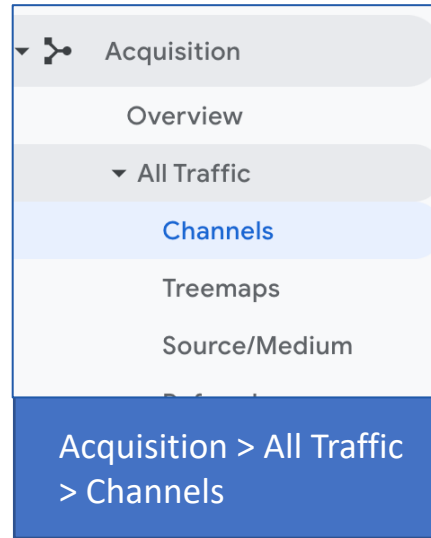 Acquisition
Overview
All Traffic
Channels
Treemaps
Source/Medium
Acquisition > All Traffic
> Channels